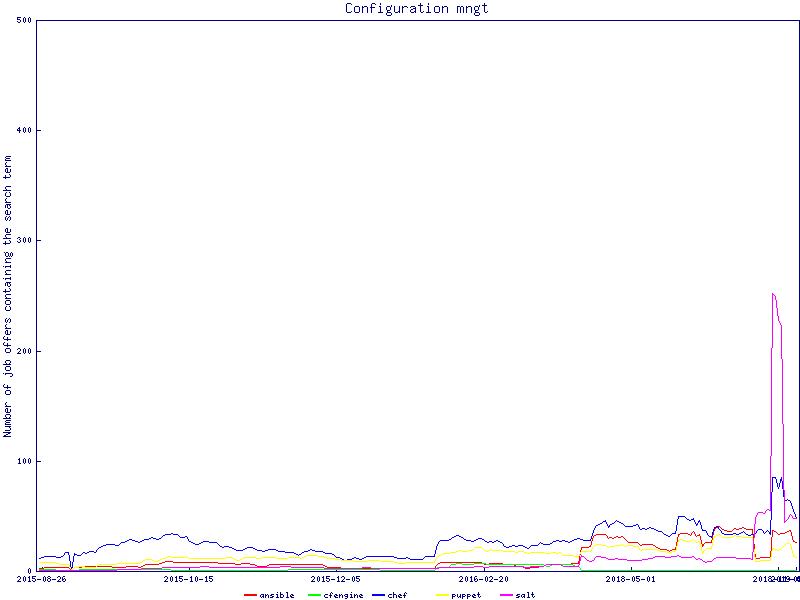 Configuration mngt
Number of job offers containing the search term
500
400
300
200
100
0
2015-08-26 2015-10-15 2015-12-05 2016-02-20 2018-05-01
ansible cfengine chef puppet salt